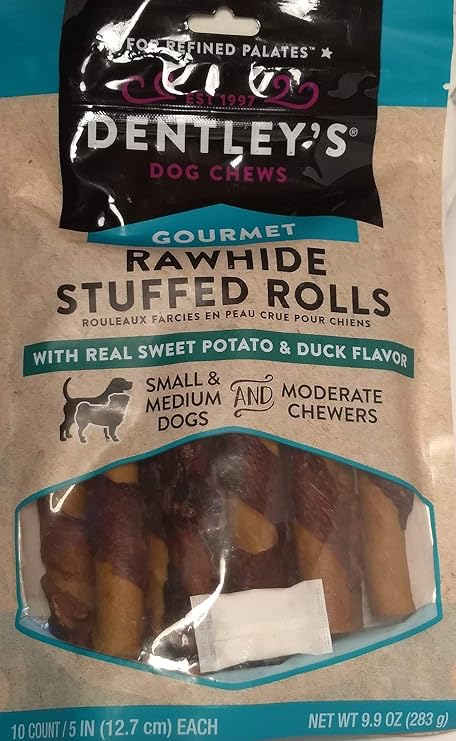 FOR REFINED PALATES™ ★
EST 1997
DENTLEY'S®
DOG CHEWS
GOURMET
RAWHIDE
STUFFED ROLLS
ROULEAUX FARCIES EN PEAU CRUE POUR CHIENS
WITH REAL SWEET POTATO & DUCK FLAVOR
SMALL &
MEDIUM
DOGS
AND
MODERATE
CHEWERS
10 COUNT/5 IN (12.7 cm) EACH
NET WT 9.9 OZ (283 g)